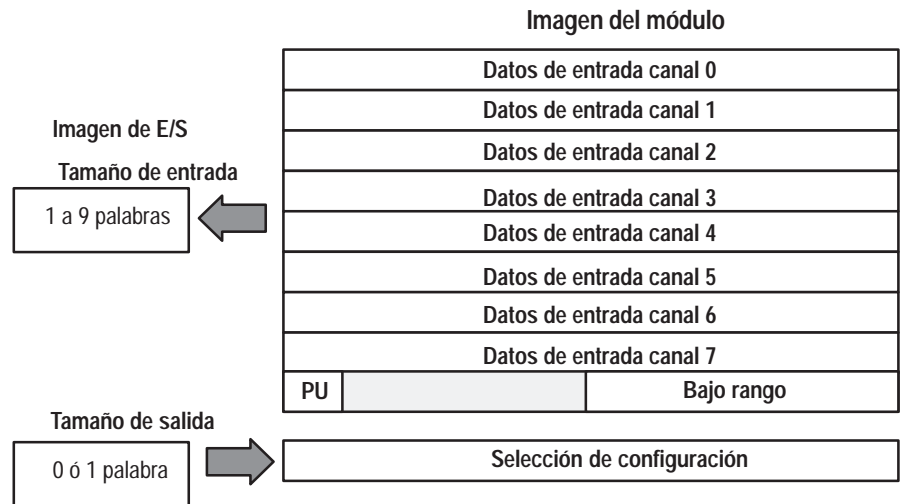 Imagen del módulo
Datos de entrada canal 0
Datos de entrada canal 1
Imagen de E/S
Datos de entrada canal 2
Tamaño de entrada
Datos de entrada canal 3
1 a 9 palabras
Datos de entrada canal 4
Datos de entrada canal 5
Datos de entrada canal 6
Datos de entrada canal 7
PU Bajo rango
Tamaño de salida
0 ó 1 palabra
Selección de configuración